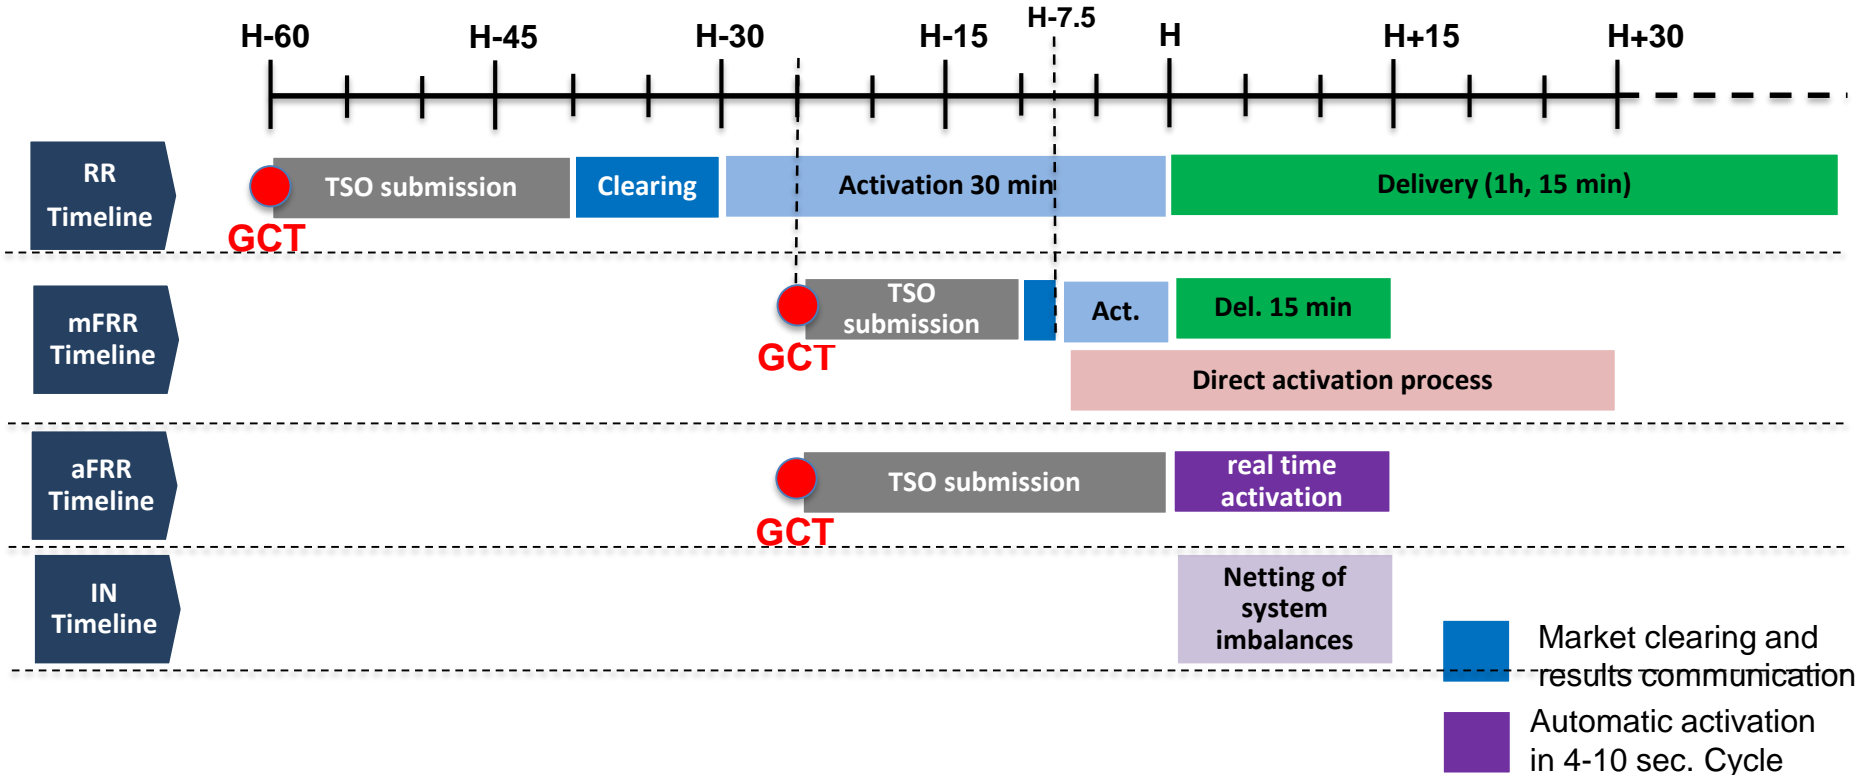 H-60
H-45
H-30
H-15
H-7.5
H
H+15
H+30
RR
Timeline
GCT
TSO submission
Clearing
Activation 30 min
Delivery (1h, 15 min)
mFRR
Timeline
GCT
TSO
submission
Act.
Del. 15 min
Direct activation process
aFRR
Timeline
GCT
TSO submission
real time
activation
IN
Timeline
Netting of
system
imbalances
Market clearing and
results communication
Automatic activation
in 4-10 sec. Cycle